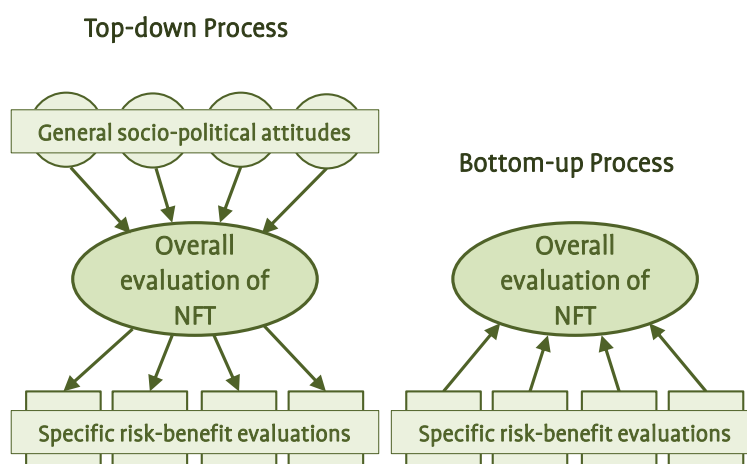 Top-down Process
General socio-political attitudes
Overall
evaluation of
NFT
Specific risk-benefit evaluations
Bottom-up Process
Overall
evaluation of
NFT
Specific risk-benefit evaluations